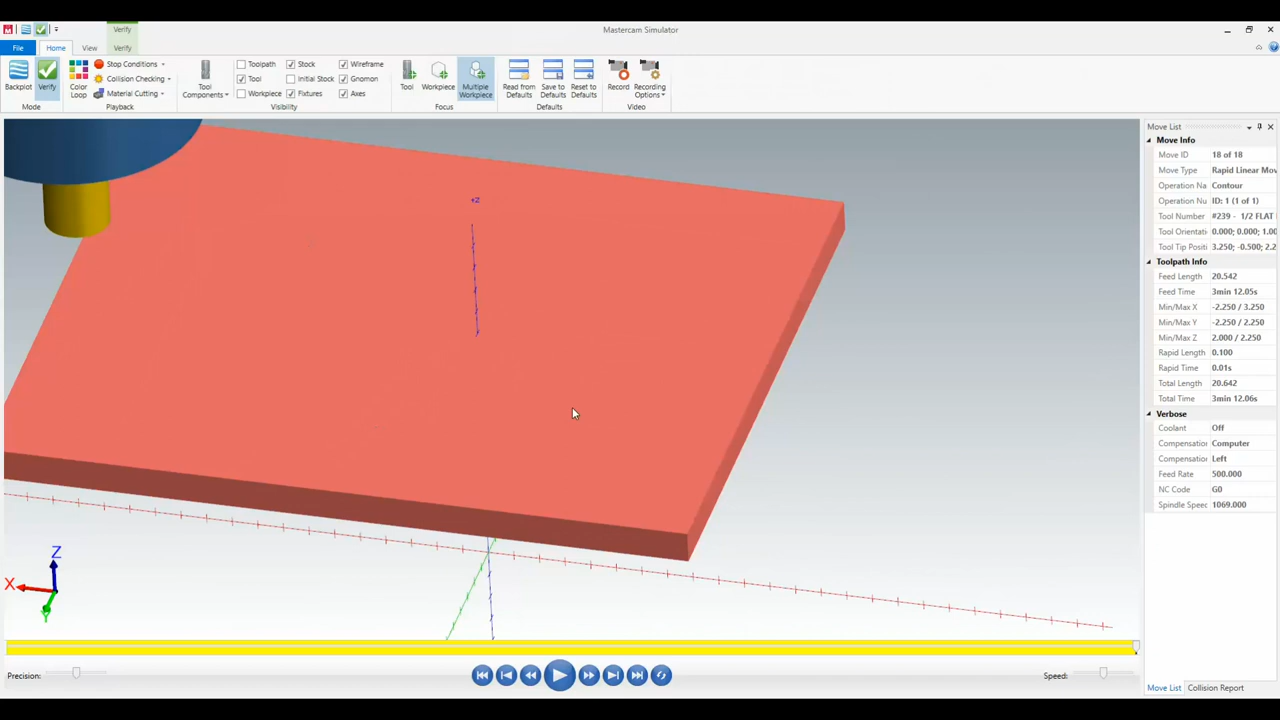 Verify
Mastercam Simulator
File Home View Verify
Backplot
Verify
Mode
Color
Loop
Stop Conditions
Collision Checking
Material Cutting
Playback
Tool
Components
Toolpath
Tool
Workpiece
Stock
Initial Stock
Fixtures
Wireframe
Gnomon
Axes
Visibility
Tool
Workpiece
Multiple
Workpiece
Focus
Read from
Defaults
Save to
Defaults
Reset to
Defaults
Defaults
Record
Recording
Options
Video
Move List
Move Info
Move ID 18 of 18
Move Type Rapid Linear Mov
Operation Na Contour
Operation Nu ID: 1 (1 of 1)
Tool Number #239 - 1/2 FLAT
Tool Orientati 0.000; 0.000; 1.00
Tool Tip Positi 3.250; -0.500; 2.2
Toolpath Info
Feed Length 20.542
Feed Time 3min 12.05s
Min/Max X -2.250 / 3.250
Min/Max Y -2.250 / 2.250
Min/Max Z 2.000 / 2.250
Rapid Length 0.100
Rapid Time 0.01s
Total Length 20.642
Total Time 3min 12.06s
Verbose
Coolant Off
Compensation Computer
Compensation Left
Feed Rate 500.000
NC Code G0
Spindle Speed 1069.000
+Z
Z
X
Y
Precision:
Speed:
Move List Collision Report